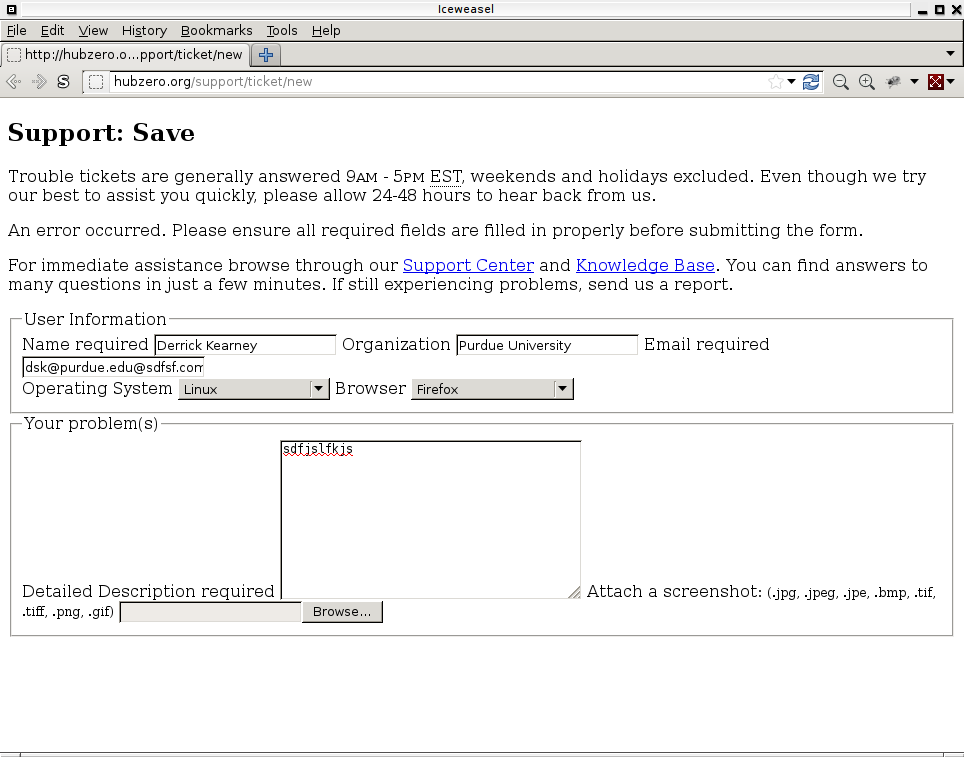 Iceweasel
File Edit View History Bookmarks Tools Help
http://hubzero.o...pport/ticket/new
S hubzero.org/support/ticket/new
Support: Save
Trouble tickets are generally answered 9AM - 5PM EST, weekends and holidays excluded. Even though we try
our best to assist you quickly, please allow 24-48 hours to hear back from us.
An error occurred. Please ensure all required fields are filled in properly before submitting the form.
For immediate assistance browse through our Support Center and Knowledge Base. You can find answers to
many questions in just a few minutes. If still experiencing problems, send us a report.
User Information
Name required Derrick Kearney Organization Purdue University Email required
dsk@purdue.edu@sdfsf.com
Operating System Linux Browser Firefox
Your problem(s)
sdfjslfkjs
Detailed Description required Attach a screenshot: (.jpg, .jpeg, .jpe, .bmp, .tif,
.tiff, .png, .gif) Browse...